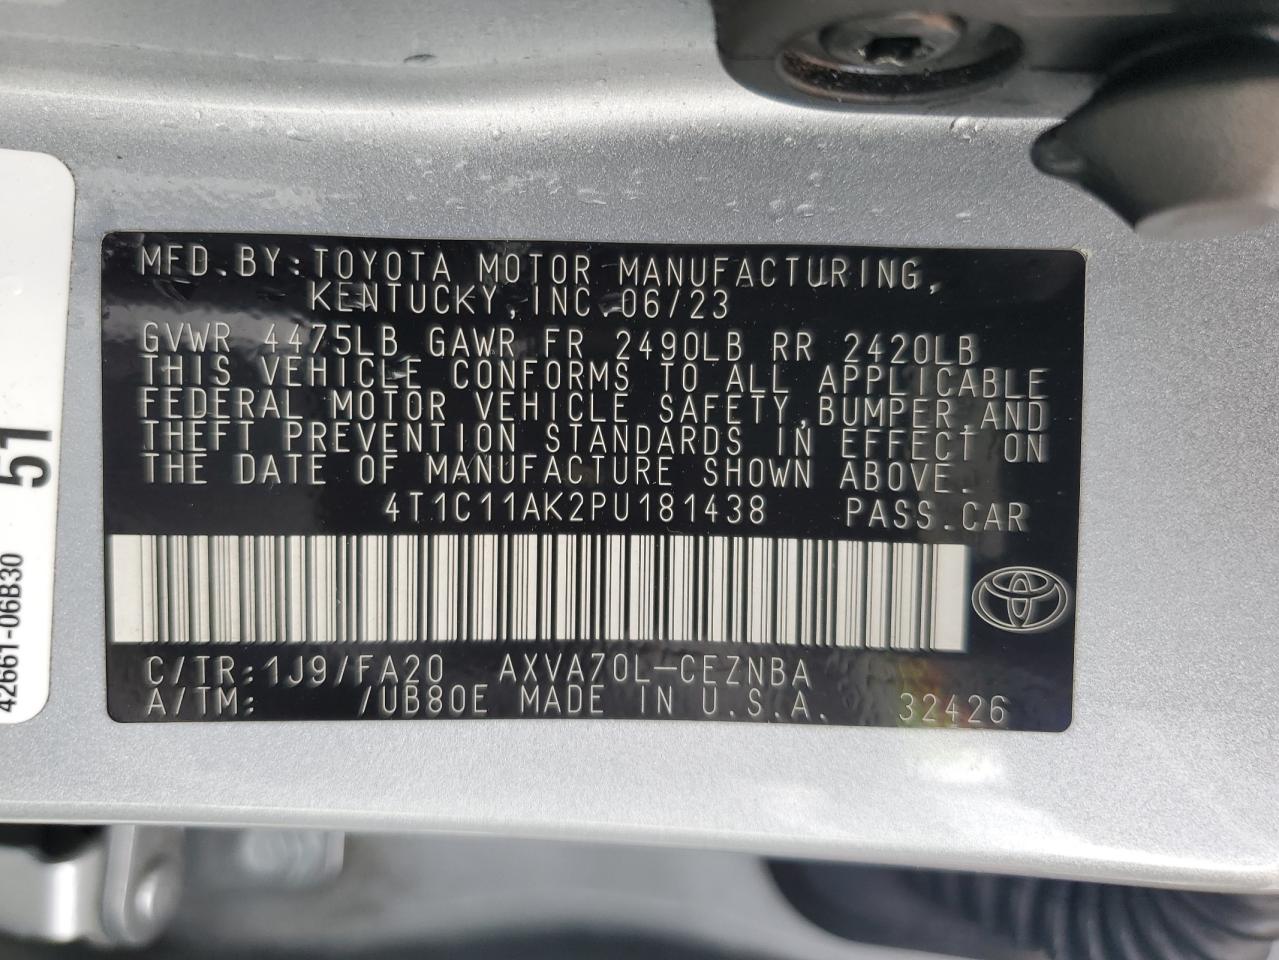 MFD.BY:TOYOTA MOTOR MANUFACTURING,
KENTUCKY,INC.06/23
GVWR 4475LB GAWR FR 2490LB RR 2420LB
THIS VEHICLE CONFORMS TO ALL APPLICABLE
FEDERAL MOTOR VEHICLE SAFETY,BUMPER,AND
THEFT PREVENTION STANDARDS IN EFFECT ON
THE DATE OF MANUFACTURE SHOWN ABOVE.
4T1C11AK2PU181438 PASS.CAR
C/TR:1J9/FA20 AXVA70L-CEZNBA
A/TM: /UB80E MADE IN U.S.A. 32426
51
42661-06B30